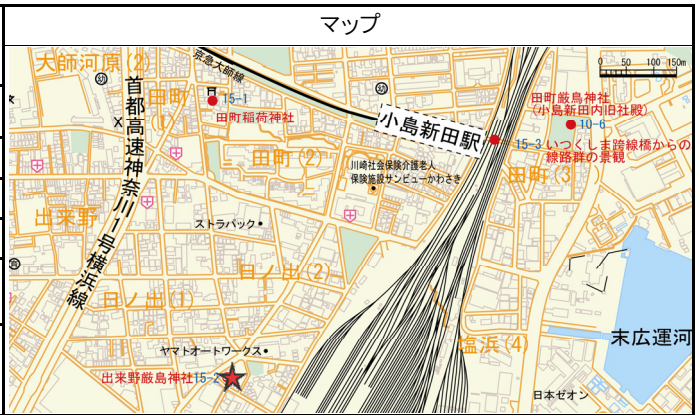 マップ
大師河原(2)
京急大師線
0 50 100 150m
首都高速神奈川1号横浜線
田町
(1)
15-1
田町稲荷神社
小島新田駅
田町厳島神社
(小島新田内旧社殿)
10-6
15-3 いつくしま跨線橋からの
線路群の景観
田町(2)
川崎社会保険介護老人
保険施設サンビューかわさき
田町(3
出来野
ストラパック
日ノ出(2)
日ノ出(1)
塩浜(4)
末広運河
ヤマトオートワークス
出来野厳島神社15-2
日本ゼオン